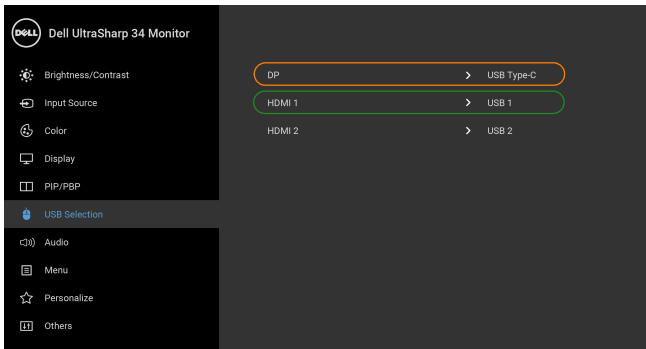 DELL Dell UltraSharp 34 Monitor
Brightness/Contrast
DP USB Type-C
Input Source
HDMI 1 USB 1
Color
HDMI 2 USB 2
Display
PIP/PBP
USB Selection
Audio
Menu
Personalize
Others